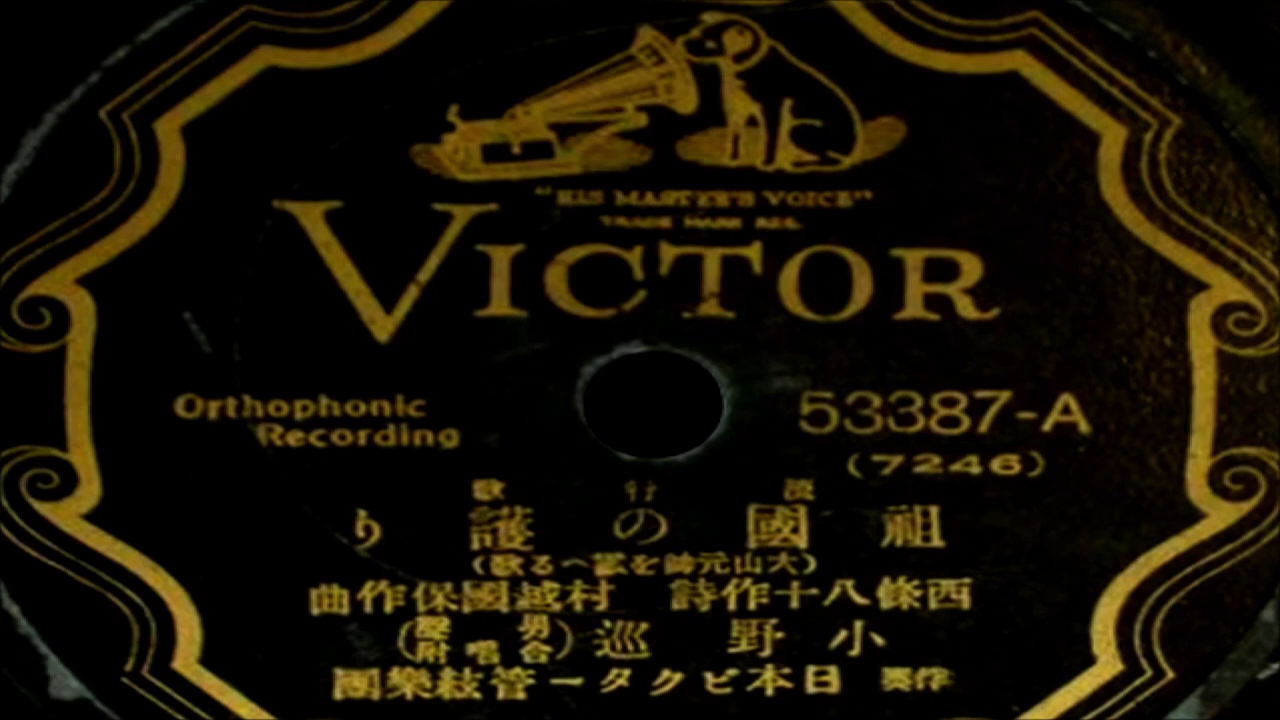 "HIS MASTER'S VOICE"
TRADE MARK REG.
VICTOR
Orthophonic
Recording
53387-A
(7246)
流行歌
祖國の護り
(大山元帥を讃へる歌)
西條八十作詩 村越國保作曲
小野巡(男聲合唱附)
伴奏 日本ビクター管絃樂團